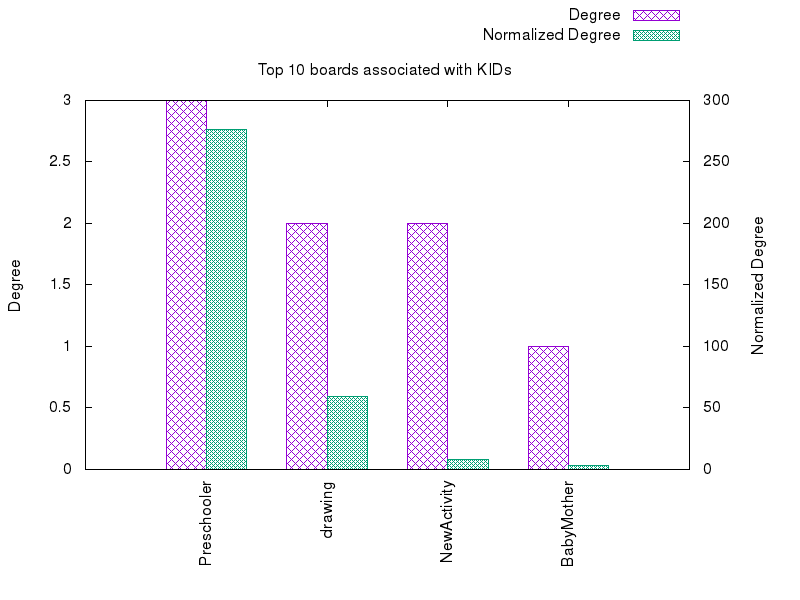 Degree
Normalized Degree
Top 10 boards associated with KIDs
3
2.5
2
1.5
1
0.5
0
300
250
200
150
100
50
0
Degree
Normalized Degree
Preschooler
drawing
NewActivity
BabyMother